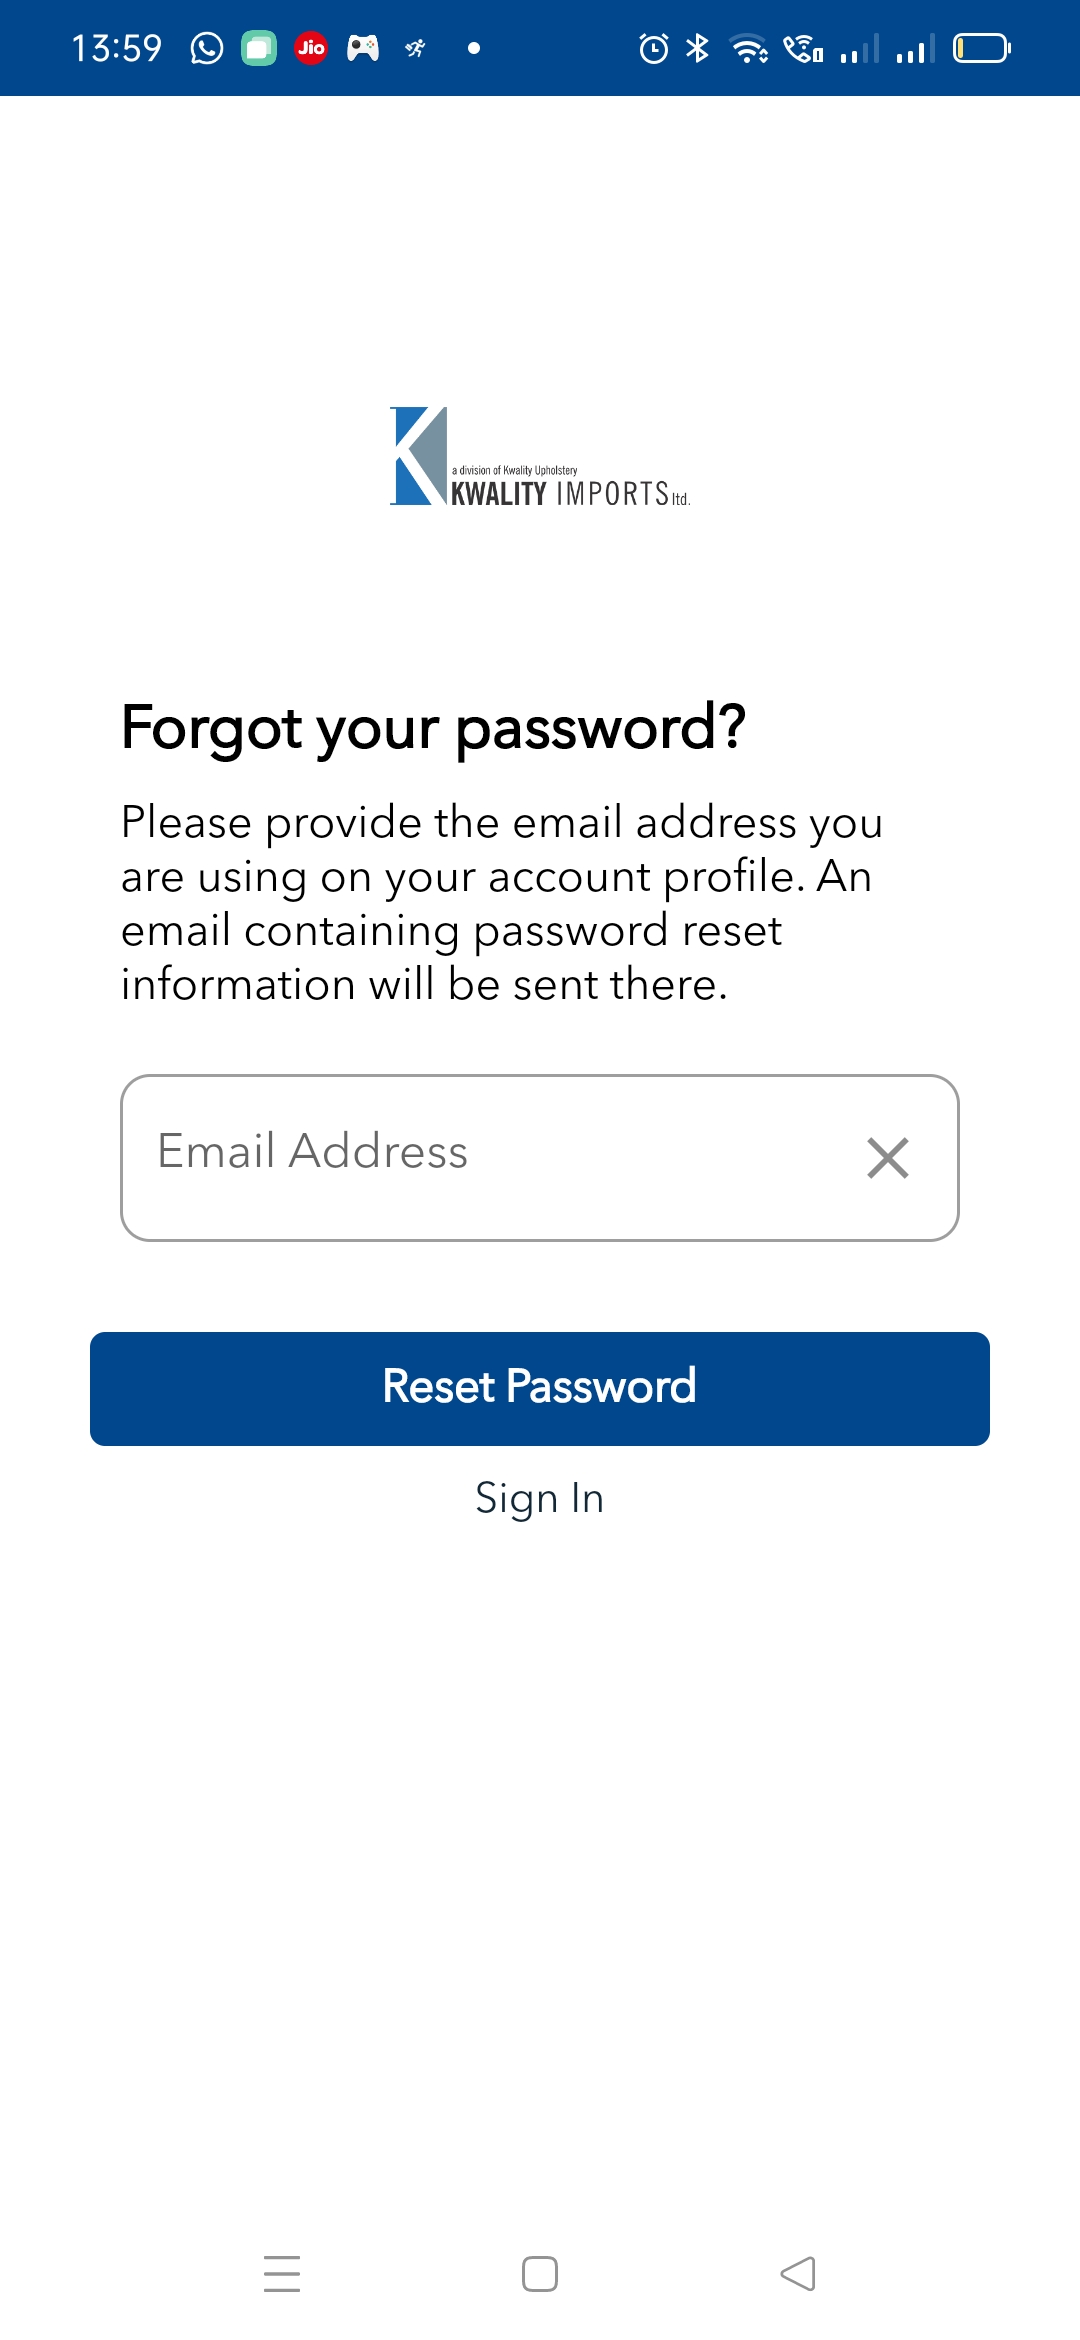 13:59
Jio
a division of Kwality Upholstery
KWALITY IMPORTS ltd.
Forgot your password?
Please provide the email address you
are using on your account profile. An
email containing password reset
information will be sent there.
Email Address
Reset Password
Sign In